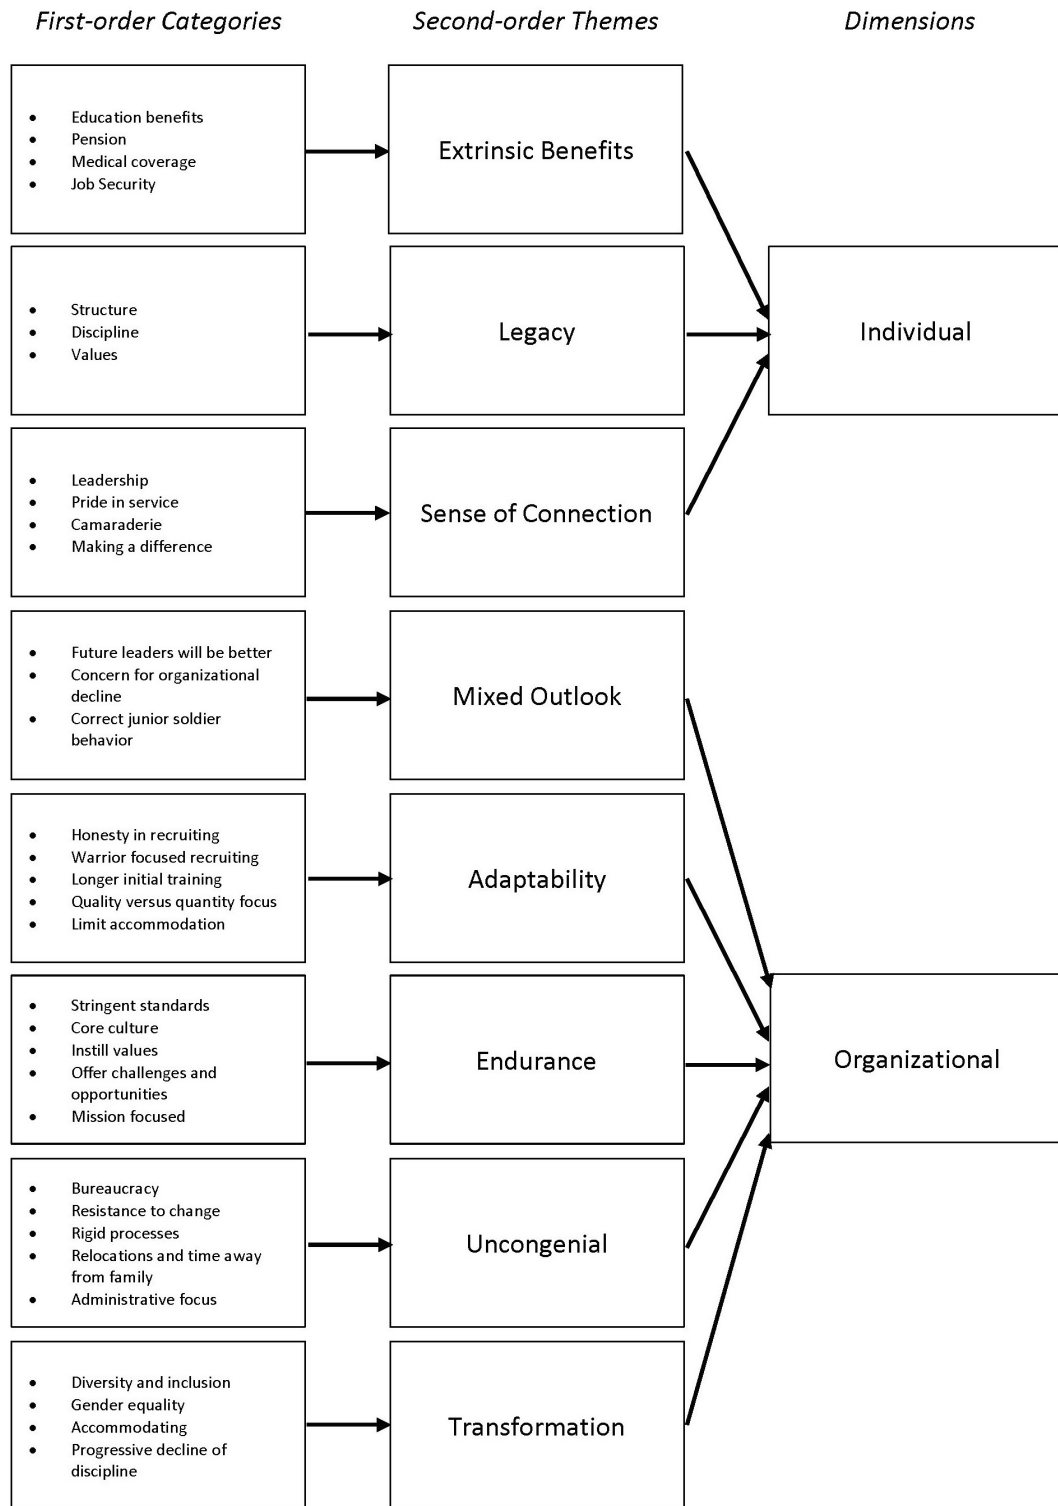 First-order Categories
Second-order Themes
Dimensions
• Education benefits
• Pension
• Medical coverage
• Job Security
Extrinsic Benefits
• Structure
• Discipline
• Values
Legacy
Individual
• Leadership
• Pride in service
• Camaraderie
• Making a difference
Sense of Connection
• Future leaders will be better
• Concern for organizational
decline
• Correct junior soldier
behavior
Mixed Outlook
• Honesty in recruiting
• Warrior focused recruiting
• Longer initial training
• Quality versus quantity focus
• Limit accommodation
Adaptability
• Stringent standards
• Core culture
• Instill values
• Offer challenges and
opportunities
• Mission focused
Endurance
Organizational
• Bureaucracy
• Resistance to change
• Rigid processes
• Relocations and time away
from family
• Administrative focus
Uncongenial
• Diversity and inclusion
• Gender equality
• Accommodating
• Progressive decline of
discipline
Transformation